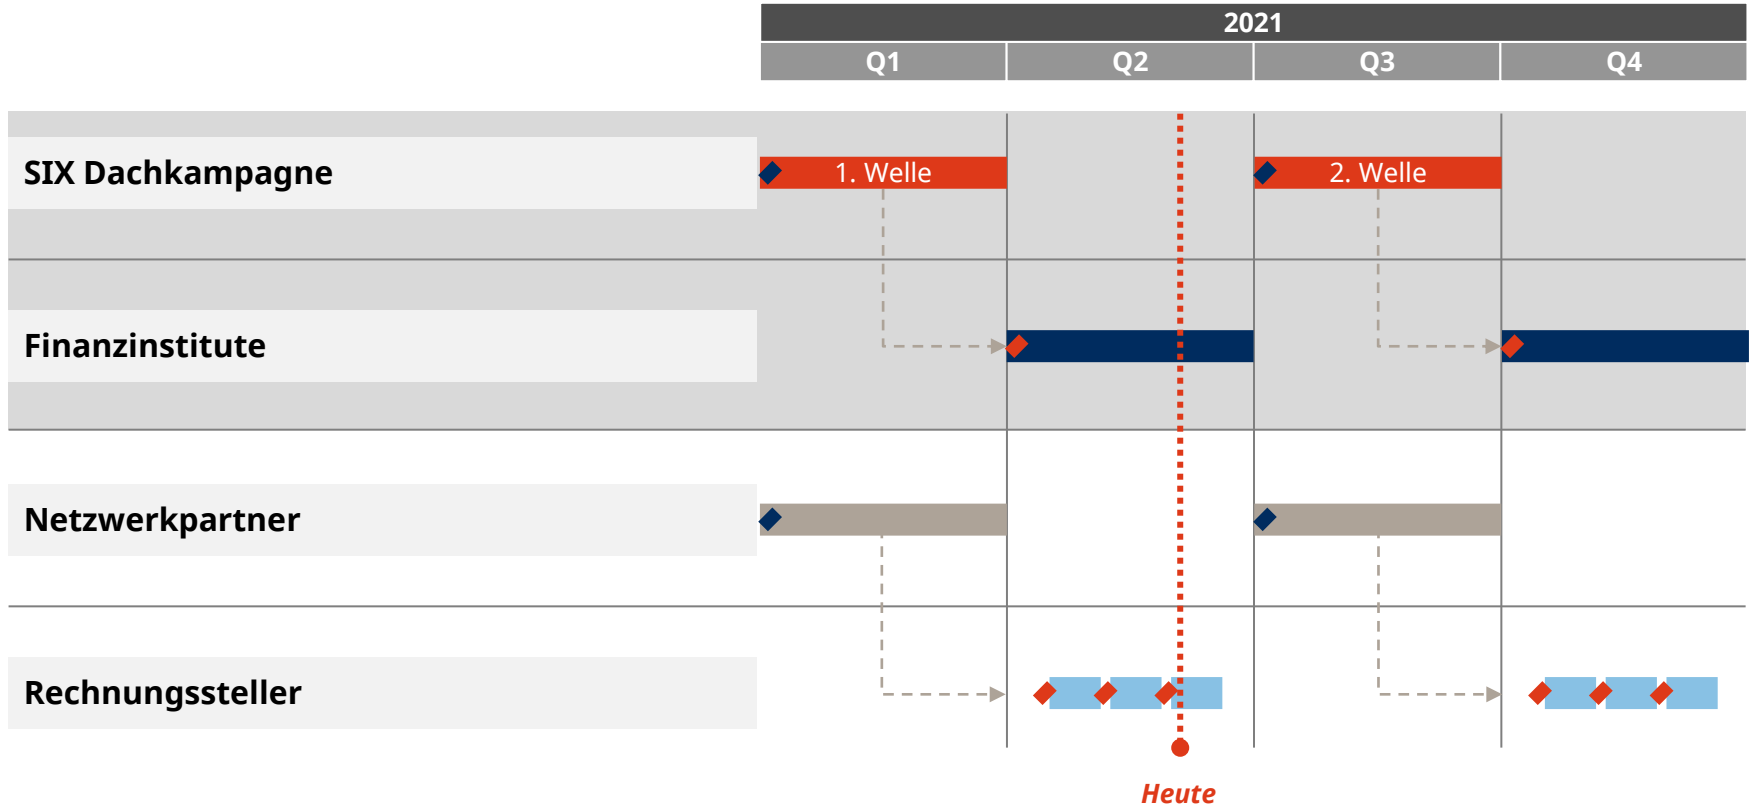 2021
Q1 Q2 Q3 Q4
SIX Dachkampagne
1. Welle
2. Welle
Finanzinstitute
Netzwerkpartner
Rechnungssteller
Heute